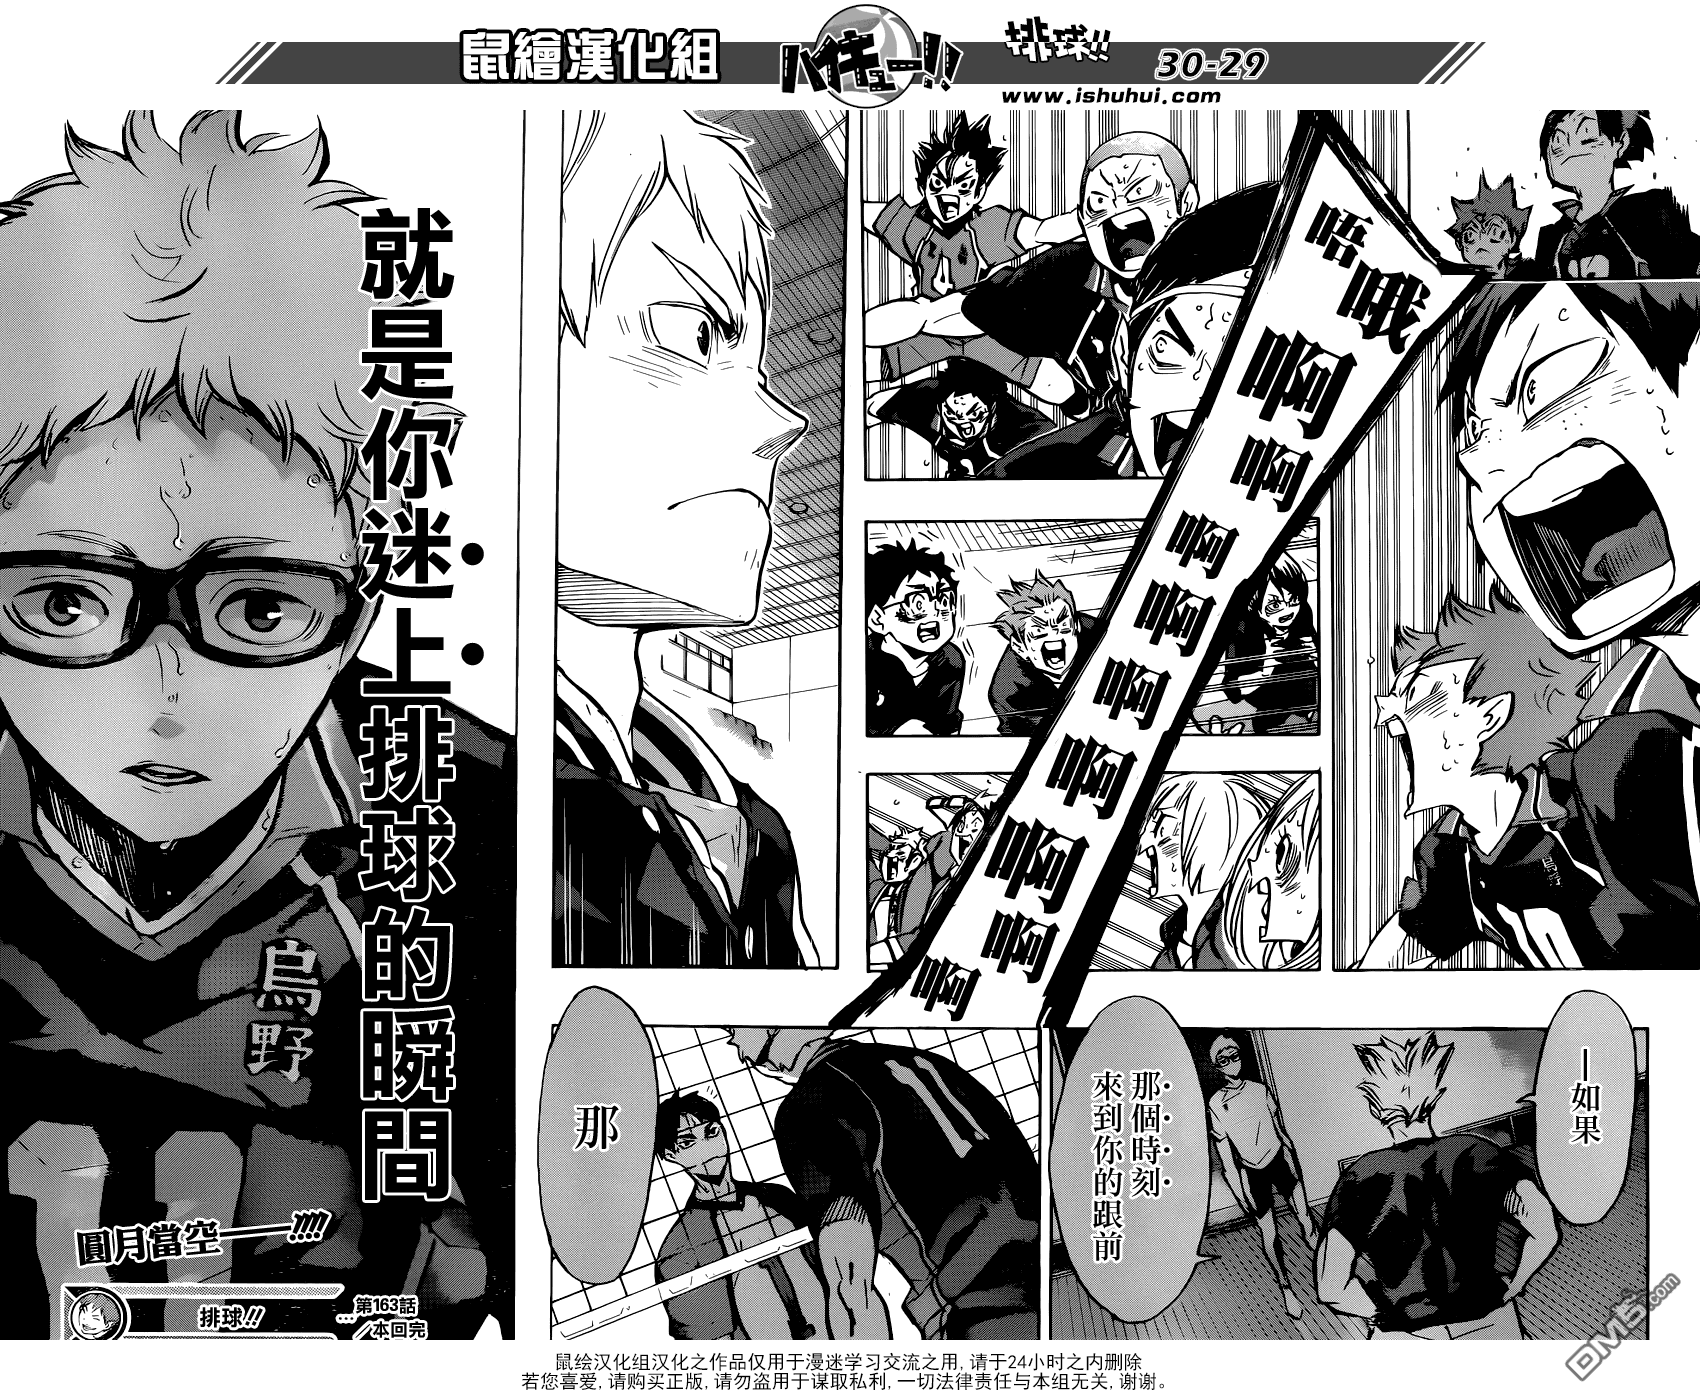 鼠繪漢化組
ハイキュー!!
排球!!
30-29
www.ishuhui.com
唔哦啊啊啊啊啊啊啊啊啊
—如果
那個時刻
來到你的跟前
那
就是你迷上排球的瞬間
烏野
11
圓月當空——!!!!
排球!!
第163話
…╱本回完
鼠绘汉化组汉化之作品仅用于漫迷学习交流之用,请于24小时之内删除
若您喜爱,请购买正版,请勿盗用于谋取私利,一切法律责任与本组无关,谢谢。
DM5.com